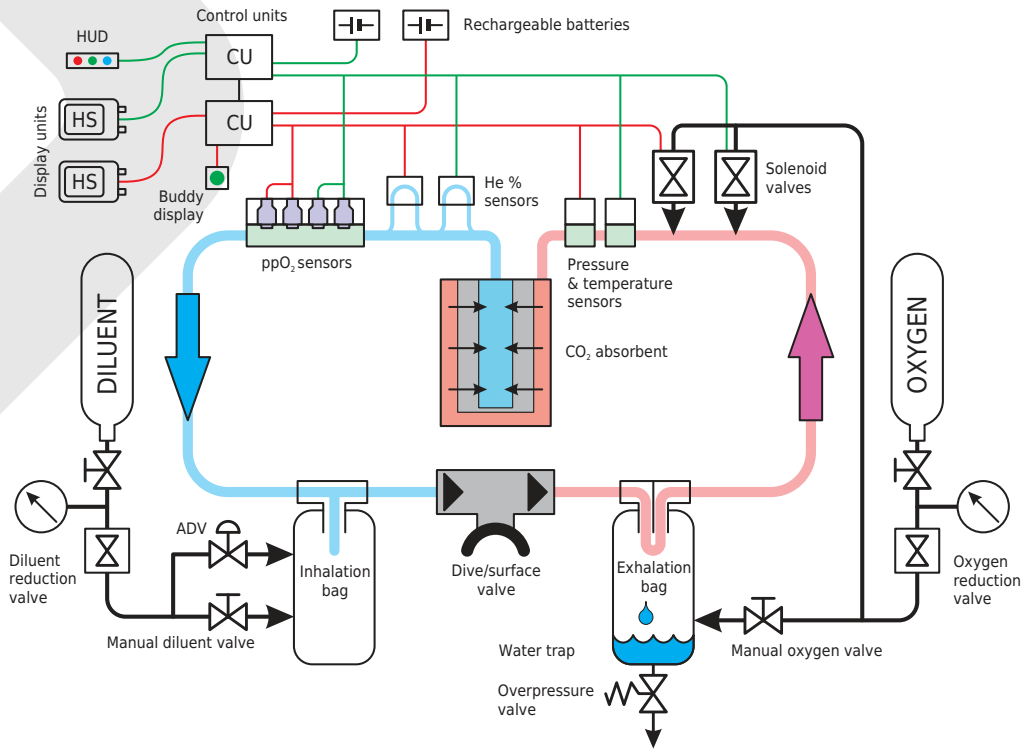 Control units
Rechargeable batteries
HUD
CU
Display units
HS
CU
HS
Buddy
display
He %
sensors
Solenoid
valves
ppO2 sensors
Pressure
& temperature
sensors
DILUENT
CO2 absorbent
OXYGEN
ADV
Diluent
reduction
valve
Inhalation
bag
Dive/surface
valve
Exhalation
bag
Oxygen
reduction
valve
Manual diluent valve
Water trap
Manual oxygen valve
Overpressure
valve